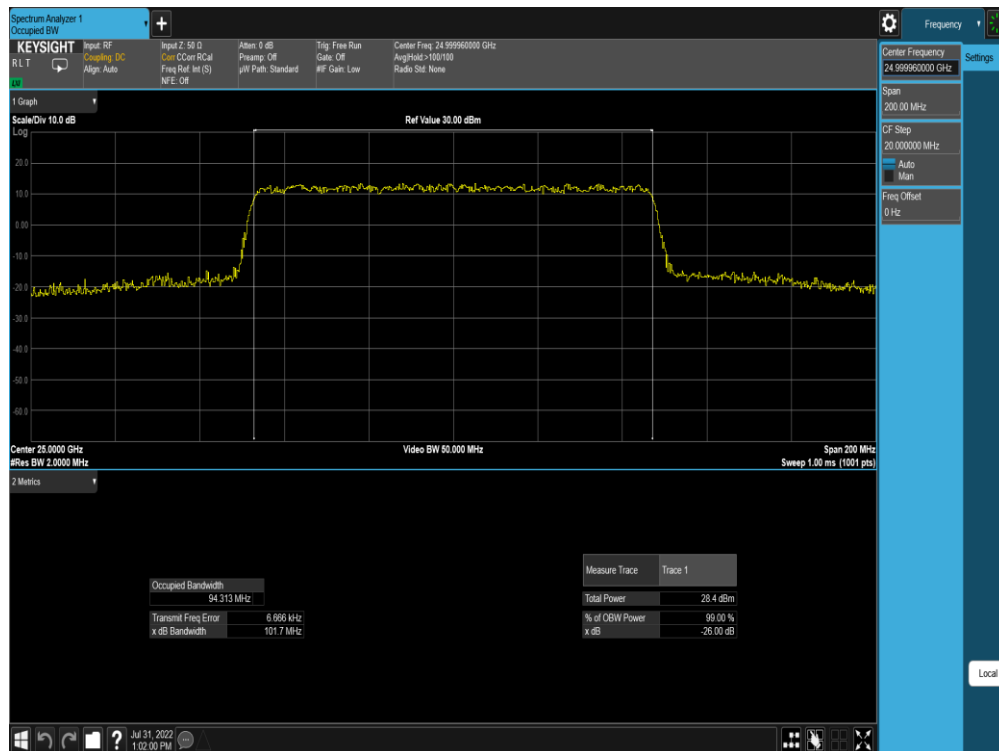 Spectrum Analyzer 1
Occupied BW
Frequency
KEYSIGHT
R L T
Input: RF
Coupling: DC
Align: Auto
Input Z: 50 Ω
Corr CCorr RCal
Freq Ref: Int (S)
NFE: Off
Atten: 0 dB
Preamp: Off
µW Path: Standard
Trig: Free Run
Gate: Off
#IF Gain: Low
Center Freq: 24.999960000 GHz
Avg|Hold:>100/100
Radio Std: None
Center Frequency
24.999960000 GHz
Settings
Span
200.00 MHz
CF Step
20.000000 MHz
Auto
Man
Freq Offset
0 Hz
1 Graph
Scale/Div 10.0 dB
Ref Value 30.00 dBm
Log
20.0
10.0
0.00
-10.0
-20.0
-30.0
-40.0
-50.0
-60.0
Center 25.0000 GHz
Video BW 50.000 MHz
Span 200 MHz
#Res BW 2.0000 MHz
Sweep 1.00 ms (1001 pts)
2 Metrics
Occupied Bandwidth
94.313 MHz
Transmit Freq Error 6.666 kHz
x dB Bandwidth 101.7 MHz
Measure Trace Trace 1
Total Power 28.4 dBm
% of OBW Power 99.00 %
x dB -26.00 dB
Local
?
Jul 31, 2022
1:02:00 PM